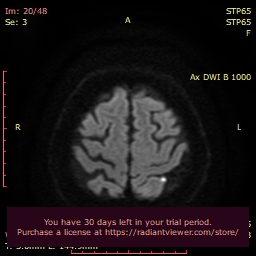 Im: 20/48
STP65
Se: 3
STP65
F
A
Ax DWI B 1000
R
L
You have 30 days left in your trial period.
Purchase a license at https://radiantviewer.com/store/